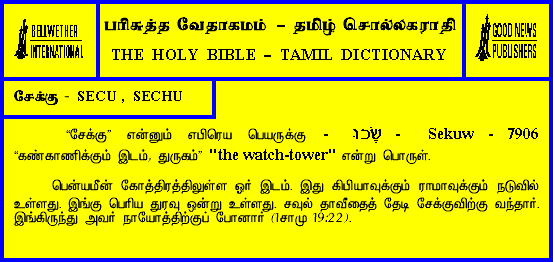 BELLWETHER
INTERNATIONAL
பரிசுத்த வேதாகமம் – தமிழ் சொல்லகராதி
THE HOLY BIBLE – TAMIL DICTIONARY
GOOD NEWS
PUBLISHERS
சேக்கு - SECU , SECHU
“சேக்கு” என்னும் எபிரெய பெயருக்கு - שֶׂכוּ - Sekuw - 7906
“கண்காணிக்கும் இடம், துருகம்” "the watch-tower" என்று பொருள்.
பென்யமீன் கோத்திரத்திலுள்ள ஓர் இடம். இது கிபியாவுக்கும் ராமாவுக்கும் நடுவில்
உள்ளது. இங்கு பெரிய துரவு ஒன்று உள்ளது. சவுல் தாவீதைத் தேடி சேக்குவிற்கு வந்தார்.
இங்கிருந்து அவர் நாயோத்திற்குப் போனார் (1சாமு 19:22).